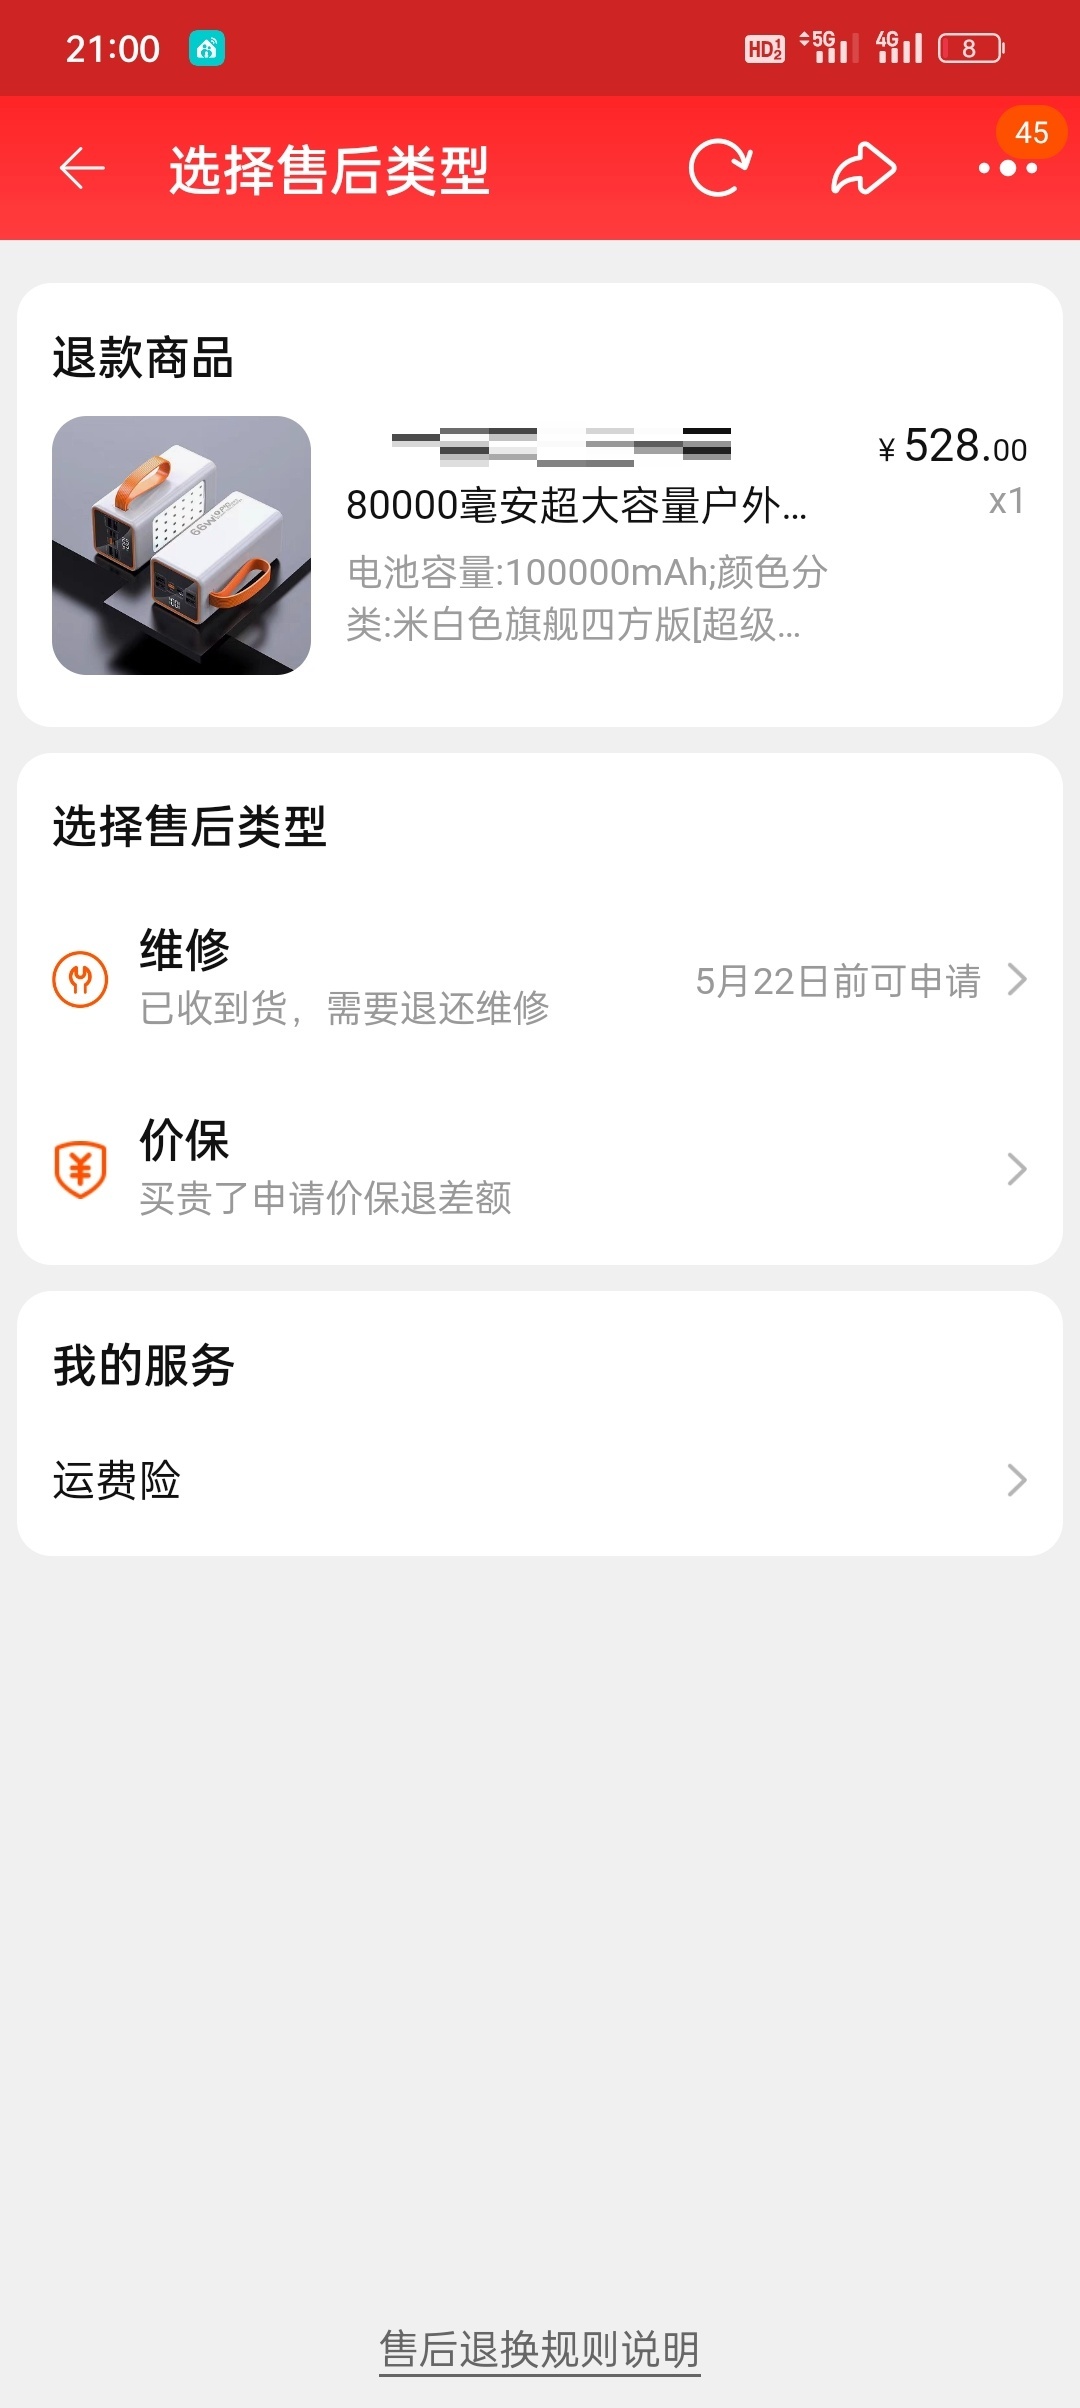 21:00
HD 1 2
5G
4G
8
选择售后类型
45
退款商品
¥528.00
80000毫安超大容量户外...
x1
电池容量:100000mAh;颜色分
类:米白色旗舰四方版[超级...
66W
选择售后类型
维修
已收到货，需要退还维修
5月22日前可申请
价保
买贵了申请价保退差额
我的服务
运费险
售后退换规则说明